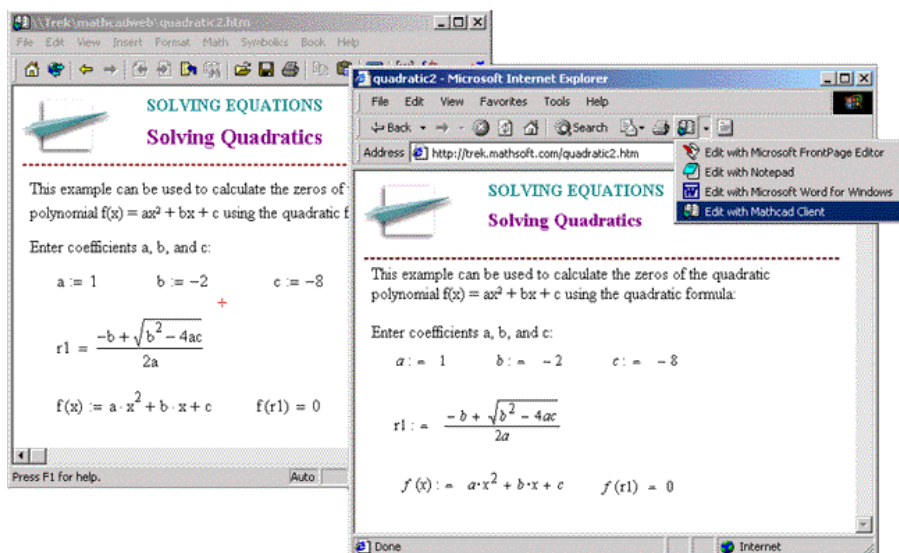 \\Trek\mathcadweb\quadratic2.htm
File Edit View Insert Format Math Symbolics Book Help
SOLVING EQUATIONS
Solving Quadratics
This example can be used to calculate the zeros of
polynomial f(x) = ax² + bx + c using the quadratic f
Enter coefficients a, b, and c:
a := 1 b := −2 c := −8
r1 = (−b + √(b² − 4ac)) / 2a
f(x) := a · x² + b · x + c f(r1) = 0
Press F1 for help. Auto
quadratic2 - Microsoft Internet Explorer
File Edit View Favorites Tools Help
Back Search
Address http://trek.mathsoft.com/quadratic2.htm
Edit with Microsoft FrontPage Editor
Edit with Notepad
Edit with Microsoft Word for Windows
Edit with Mathcad Client
SOLVING EQUATIONS
Solving Quadratics
This example can be used to calculate the zeros of the quadratic
polynomial f(x) = ax² + bx + c using the quadratic formula:
Enter coefficients a, b, and c:
a : = 1 b : = −2 c : = −8
r1 : = (−b + √(b² − 4ac)) / 2a
f (x) : = a·x² + b·x + c f (r1) = 0
Done Internet